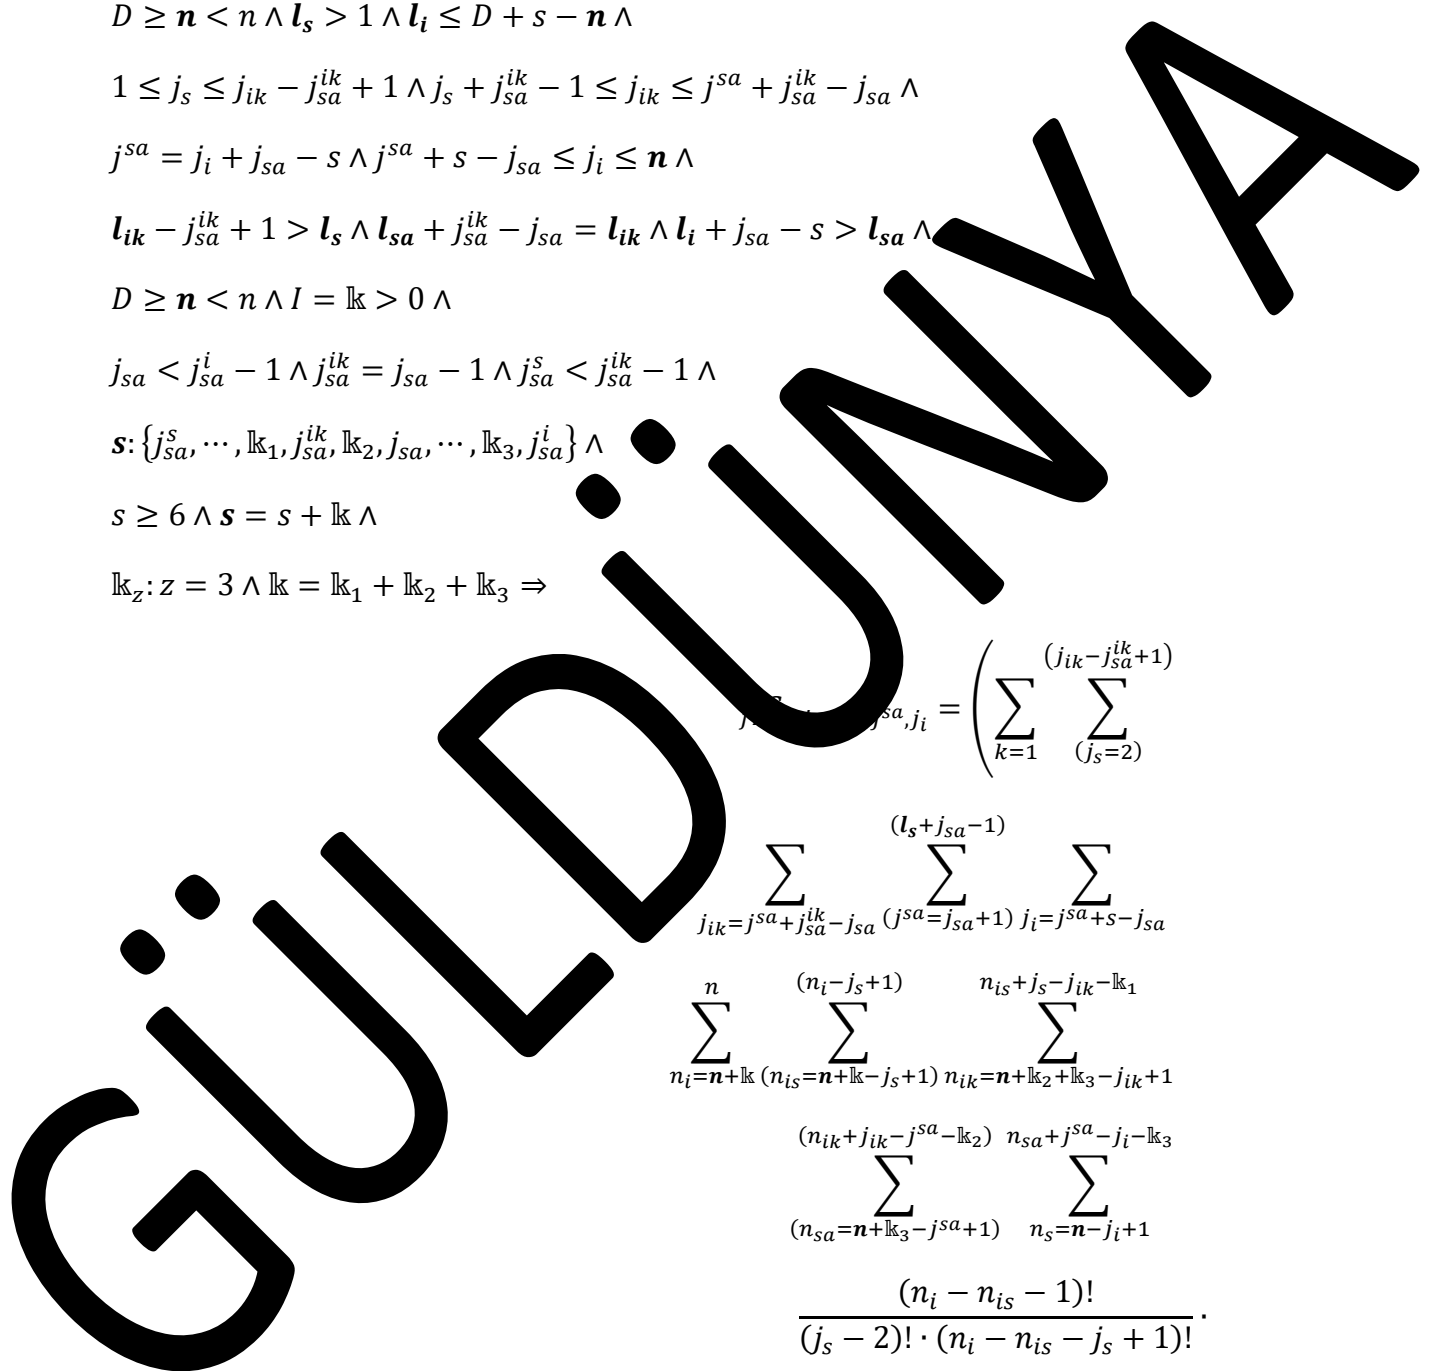 D ≥ 𝒏 < n ∧ 𝒍_𝒔 > 1 ∧ 𝒍_𝒊 ≤ D + s − 𝒏 ∧
1 ≤ j_s ≤ j_{ik} − j_{sa}^{ik} + 1 ∧ j_s + j_{sa}^{ik} − 1 ≤ j_{ik} ≤ j^{sa} + j_{sa}^{ik} − j_{sa} ∧
j^{sa} = j_i + j_{sa} − s ∧ j^{sa} + s − j_{sa} ≤ j_i ≤ 𝒏 ∧
𝒍_{𝒊𝒌} − j_{sa}^{ik} + 1 > 𝒍_𝒔 ∧ 𝒍_{𝒔𝒂} + j_{sa}^{ik} − j_{sa} = 𝒍_{𝒊𝒌} ∧ 𝒍_𝒊 + j_{sa} − s > 𝒍_{𝒔𝒂} ∧
D ≥ 𝒏 < n ∧ I = 𝕜 > 0 ∧
j_{sa} < j_{sa}^{i} − 1 ∧ j_{sa}^{ik} = j_{sa} − 1 ∧ j_{sa}^{s} < j_{sa}^{ik} − 1 ∧
𝒔: {j_{sa}^{s}, ⋯ , 𝕜_1, j_{sa}^{ik}, 𝕜_2, j_{sa}, ⋯ , 𝕜_3, j_{sa}^{i}} ∧
s ≥ 6 ∧ 𝒔 = s + 𝕜 ∧
𝕜_z: z = 3 ∧ 𝕜 = 𝕜_1 + 𝕜_2 + 𝕜_3 ⇒
j^{sa}, j_i = ( ∑_{k=1} ∑_{(j_s=2)}^{(j_{ik}−j_{sa}^{ik}+1)}
∑_{j_{ik}=j^{sa}+j_{sa}^{ik}−j_{sa}} ∑_{(j^{sa}=j_{sa}+1)}^{(𝒍_𝒔+j_{sa}−1)} ∑_{j_i=j^{sa}+s−j_{sa}}
∑_{n_i=𝒏+𝕜}^{n} ∑_{(n_{is}=𝒏+𝕜−j_s+1)}^{(n_i−j_s+1)} ∑_{n_{ik}=𝒏+𝕜_2+𝕜_3−j_{ik}+1}^{n_{is}+j_s−j_{ik}−𝕜_1}
∑_{(n_{sa}=𝒏+𝕜_3−j^{sa}+1)}^{(n_{ik}+j_{ik}−j^{sa}−𝕜_2)} ∑_{n_s=𝒏−j_i+1}^{n_{sa}+j^{sa}−j_i−𝕜_3}
(n_i − n_{is} − 1)! / ((j_s − 2)! · (n_i − n_{is} − j_s + 1)!) ·
GÜLDÜNYA